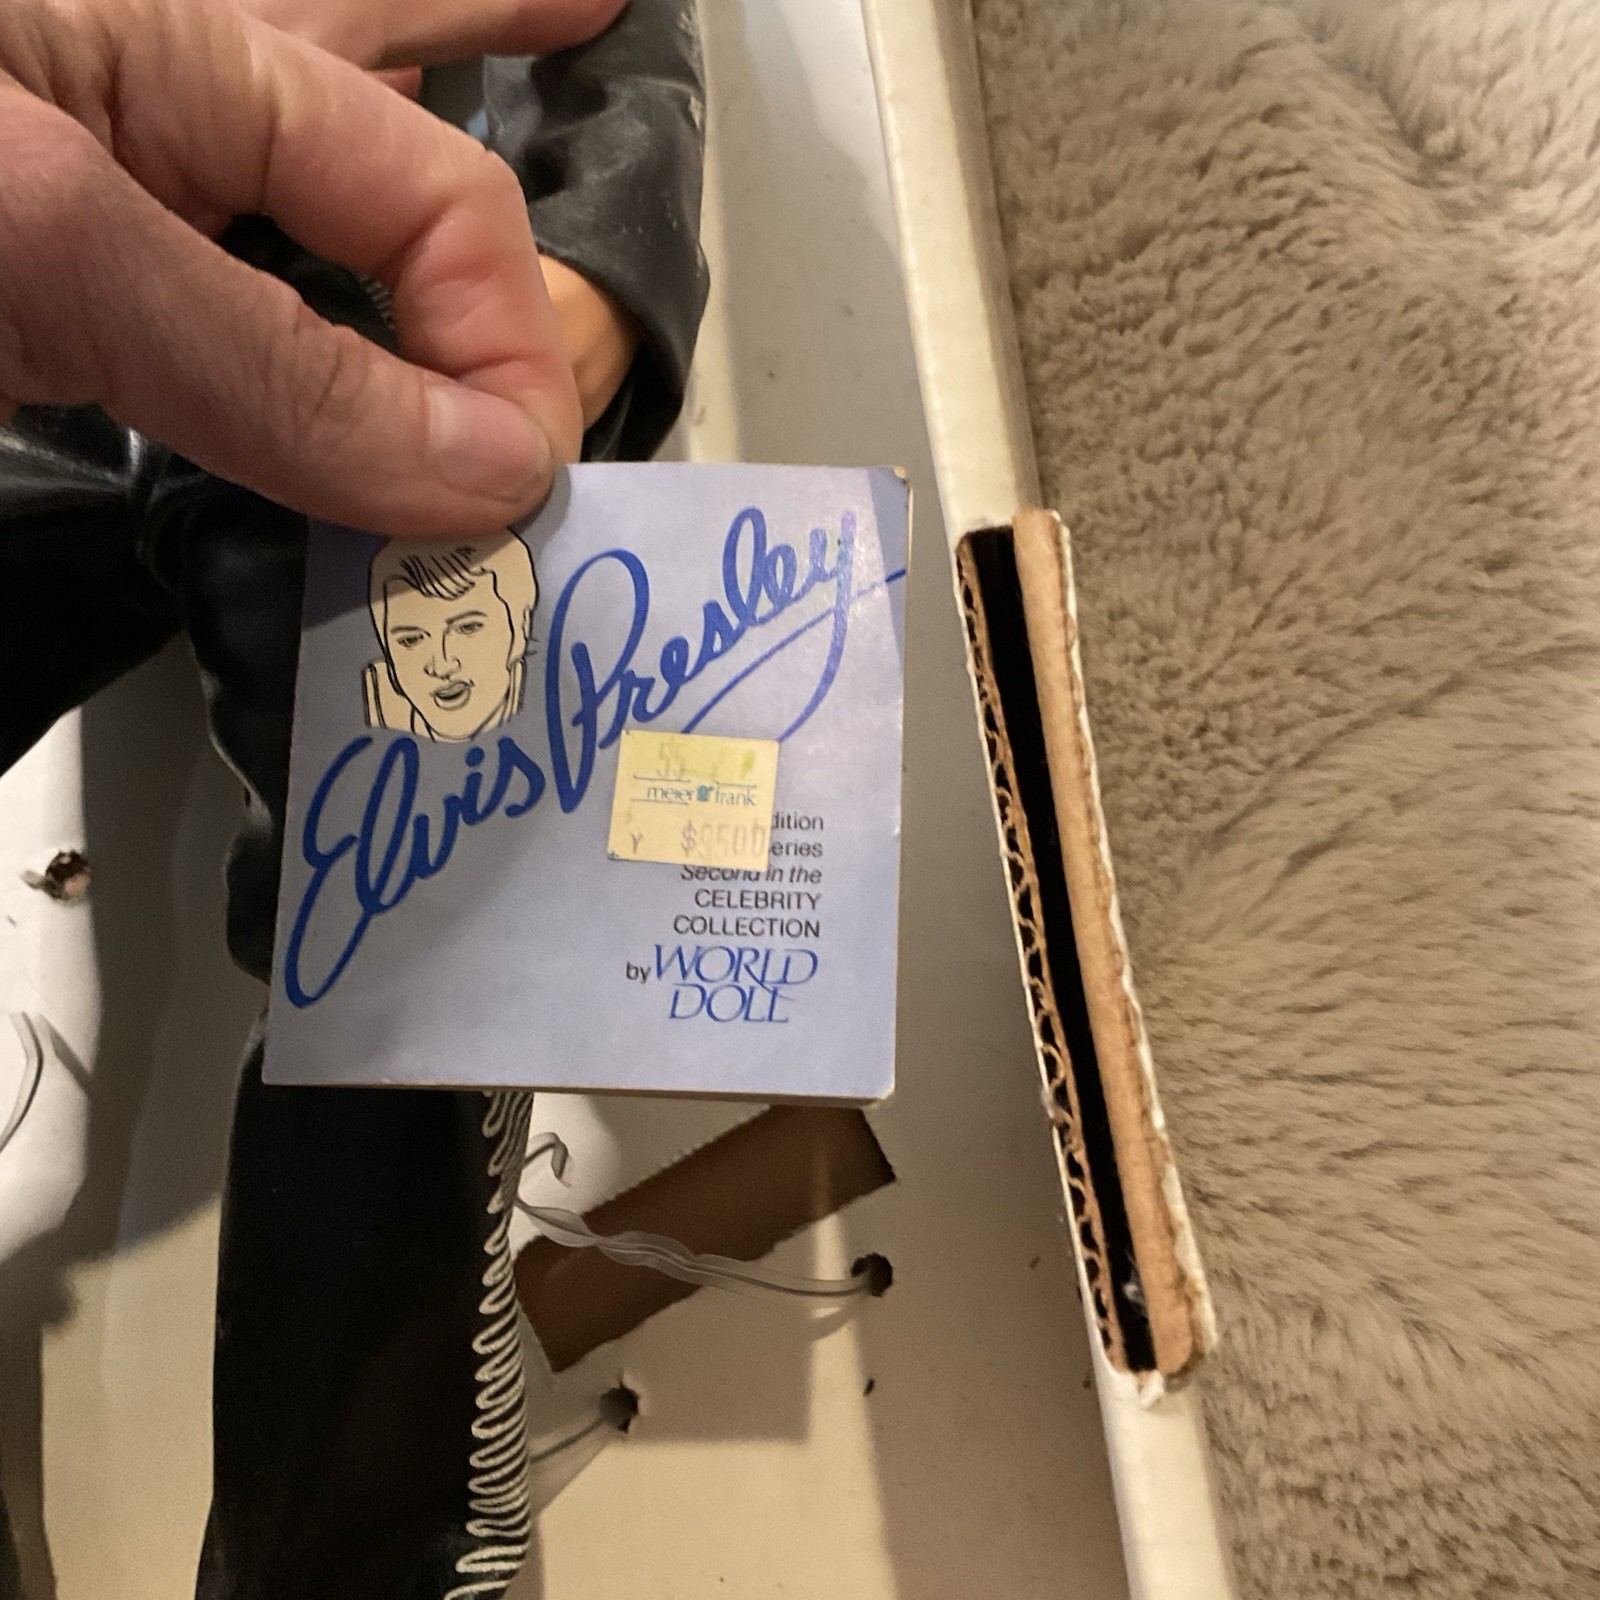 Elvis Presley
55
meier frank
Y $9500
dition
eries
Second in the
CELEBRITY
COLLECTION
by WORLD
DOLL